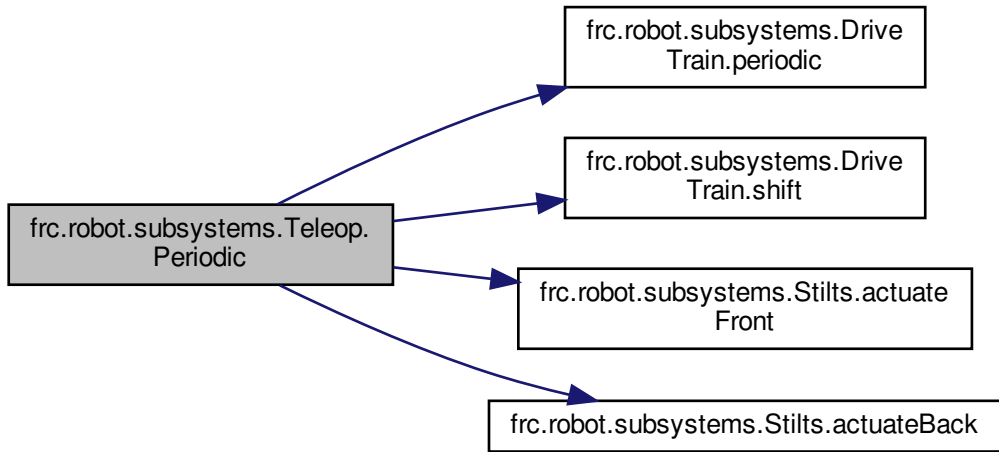 frc.robot.subsystems.Drive
Train.periodic
frc.robot.subsystems.Drive
Train.shift
frc.robot.subsystems.Teleop.
Periodic
frc.robot.subsystems.Stilts.actuate
Front
frc.robot.subsystems.Stilts.actuateBack